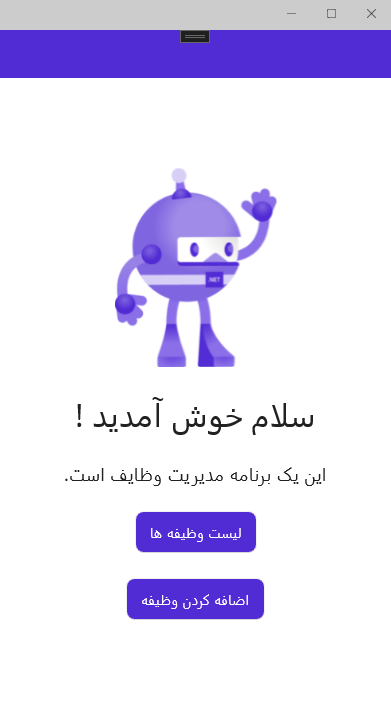 .NET
سلام خوش آمدید !
این یک برنامه مدیریت وظایف است.
لیست وظیفه ها
اضافه کردن وظیفه